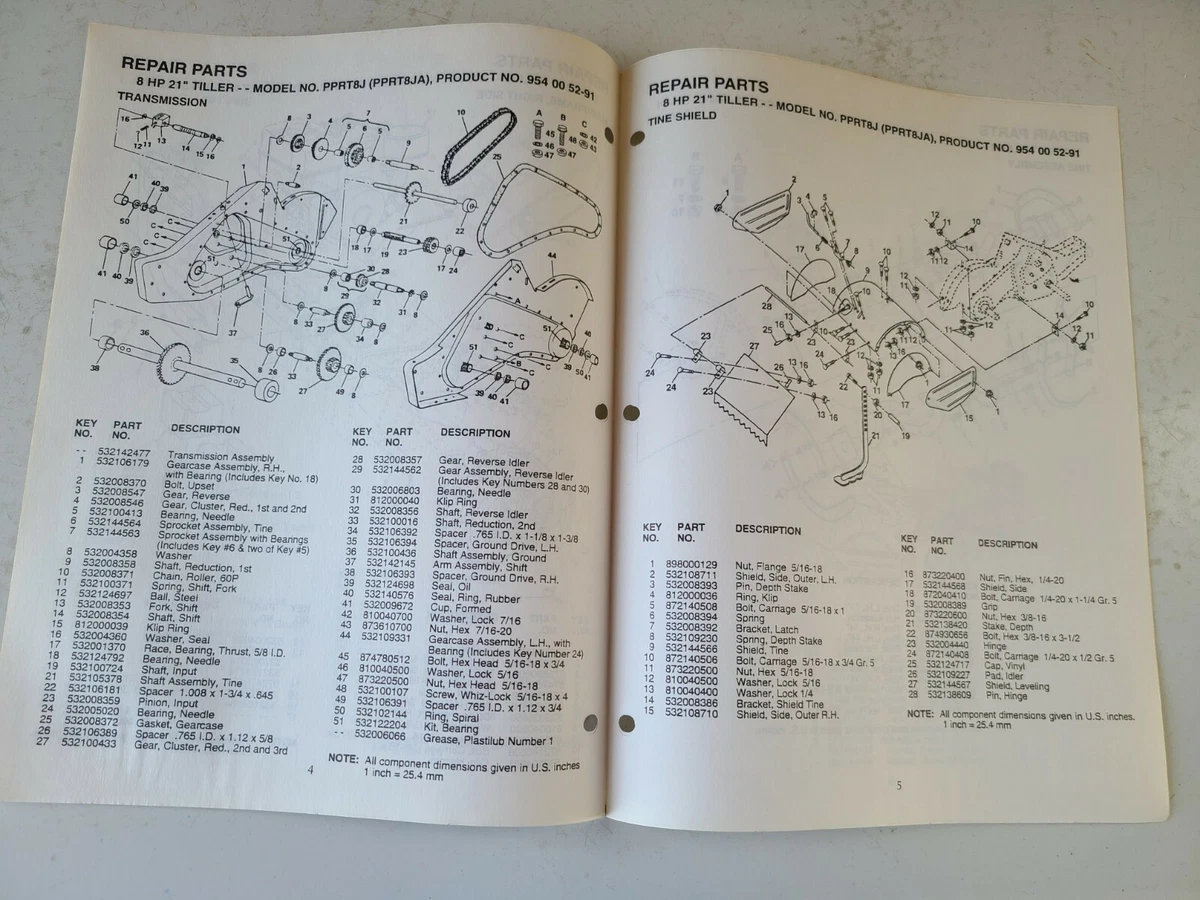 REPAIR PARTS
8 HP 21" TILLER - - MODEL NO. PPRT8J (PPRT8JA), PRODUCT NO. 954 00 52-91
TRANSMISSION
KEY NO. PART NO. DESCRIPTION
-- 532142477 Transmission Assembly
1 532106179 Gearcase Assembly, R.H.,
with Bearing (Includes Key No. 18)
2 532008370 Bolt, Upset
3 532008547 Gear, Reverse
4 532008546 Gear, Cluster, Red., 1st and 2nd
5 532100413 Bearing, Needle
6 532144564 Sprocket Assembly, Tine
7 532144563 Sprocket Assembly with Bearings
(Includes Key #6 & two of Key #5)
8 532004358 Washer
9 532008358 Shaft, Reduction, 1st
10 532008371 Chain, Roller, 60P
11 532100371 Spring, Shift, Fork
12 532124697 Ball, Steel
13 532008353 Fork, Shift
14 532008354 Shaft, Shift
15 812000039 Klip Ring
16 532004360 Washer, Seal
17 532001370 Race, Bearing, Thrust, 5/8 I.D.
18 532124792 Bearing, Needle
19 532100724 Shaft, Input
21 532105378 Shaft Assembly, Tine
22 532106181 Spacer 1.008 x 1-3/4 x .645
23 532008359 Pinion, Input
24 532005020 Bearing, Needle
25 532008372 Gasket, Gearcase
26 532106389 Spacer .765 I.D. x 1.12 x 5/8
27 532100433 Gear, Cluster, Red., 2nd and 3rd
KEY NO. PART NO. DESCRIPTION
28 532008357 Gear, Reverse Idler
29 532144562 Gear Assembly, Reverse Idler
(Includes Key Numbers 28 and 30)
30 532006803 Bearing, Needle
31 812000040 Klip Ring
32 532008356 Shaft, Reverse Idler
33 532100016 Shaft, Reduction, 2nd
34 532106392 Spacer .765 I.D. x 1-1/8 x 1-3/8
35 532106394 Spacer, Ground Drive, L.H.
36 532100436 Shaft Assembly, Ground
37 532142145 Arm Assembly, Shift
38 532106393 Spacer, Ground Drive, R.H.
39 532124698 Seal, Oil
40 532140576 Seal, Ring, Rubber
41 532009672 Cup, Formed
42 810040700 Washer, Lock 7/16
43 873610700 Nut, Hex 7/16-20
44 532109331 Gearcase Assembly, L.H., with
Bearing (Includes Key Number 24)
45 874780512 Bolt, Hex Head 5/16-18 x 3/4
46 810040500 Washer, Lock 5/16
47 873220500 Nut, Hex Head 5/16-18
48 532100107 Screw, Whiz-Lock 5/16-18 x 4
49 532106391 Spacer, .765 I.D. x 1.12 x 3/4
50 532102144 Ring, Spiral
51 532122204 Kit, Bearing
-- 532006066 Grease, Plastilub Number 1
NOTE: All component dimensions given in U.S. inches
1 inch = 25.4 mm
4
REPAIR PARTS
8 HP 21" TILLER - - MODEL NO. PPRT8J (PPRT8JA), PRODUCT NO. 954 00 52-91
TINE SHIELD
KEY NO. PART NO. DESCRIPTION
1 898000129 Nut, Flange 5/16-18
2 532108711 Shield, Side, Outer, L.H.
3 532008393 Pin, Depth Stake
4 812000036 Ring, Klip
5 872140508 Bolt, Carriage 5/16-18 x 1
6 532008394 Spring
7 532008392 Bracket, Latch
8 532109230 Spring, Depth Stake
9 532144566 Shield, Tine
10 872140506 Bolt, Carriage 5/16-18 x 3/4 Gr. 5
11 873220500 Nut, Hex 5/16-18
12 810040500 Washer, Lock 5/16
13 810040400 Washer, Lock 1/4
14 532008386 Bracket, Shield Tine
15 532108710 Shield, Side, Outer R.H.
KEY NO. PART NO. DESCRIPTION
16 873220400 Nut, Fin, Hex, 1/4-20
17 532144568 Shield, Side
18 872040410 Bolt, Carriage 1/4-20 x 1-1/4 Gr. 5
19 532008389 Grip
20 873220600 Nut, Hex 3/8-16
21 532138420 Stake, Depth
22 874930656 Bolt, Hex 3/8-16 x 3-1/2
23 532004440 Hinge
24 872140408 Bolt, Carriage 1/4-20 x 1/2 Gr. 5
25 532124717 Cap, Vinyl
26 532109227 Pad, Idler
27 532144567 Shield, Leveling
28 532138609 Pin, Hinge
NOTE: All component dimensions given in U.S. inches.
1 inch = 25.4 mm
5